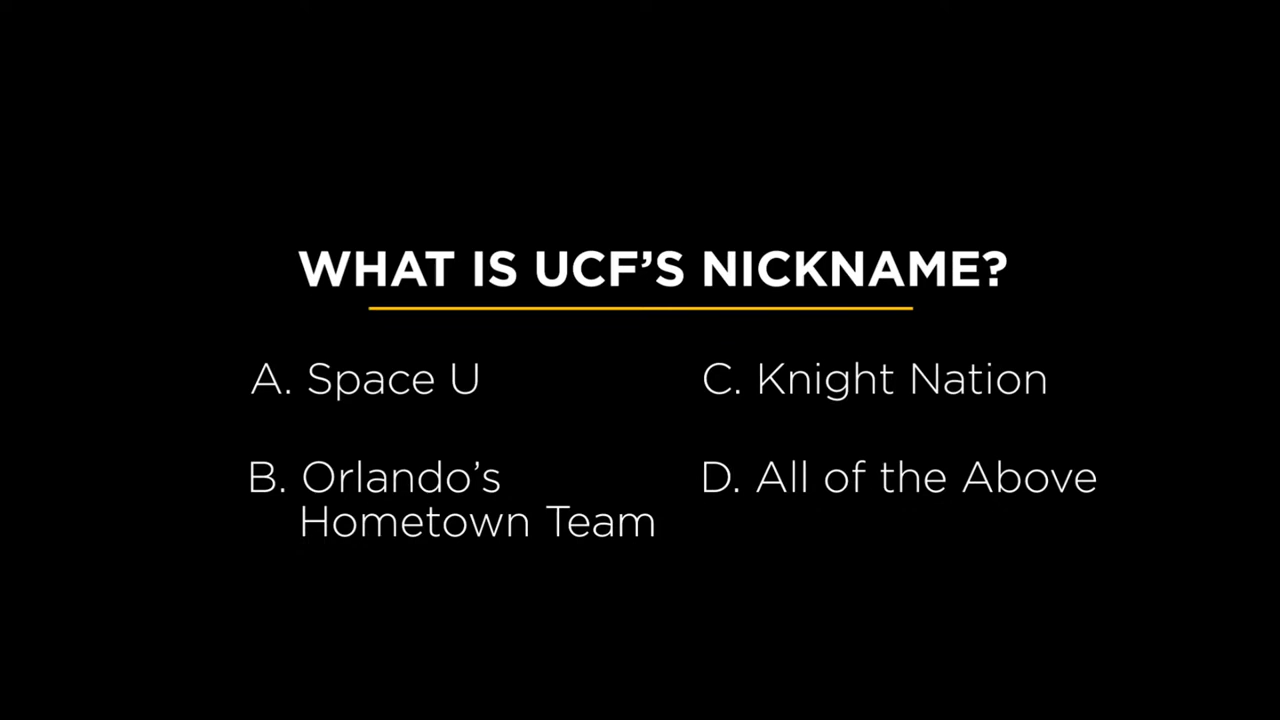 WHAT IS UCF’S NICKNAME?
A. Space U
B. Orlando’s
Hometown Team
C. Knight Nation
D. All of the Above